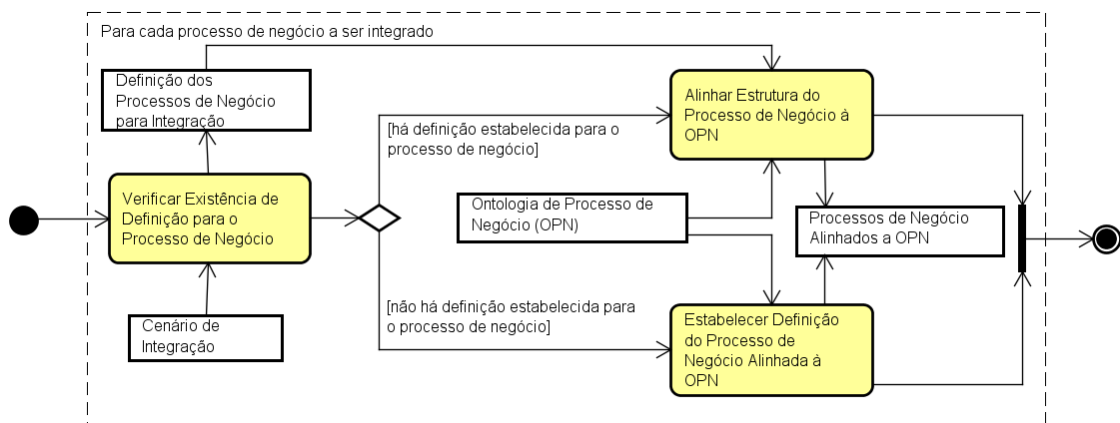 Para cada processo de negócio a ser integrado
Definição dos
Processos de Negócio
para Integração
Alinhar Estrutura do
Processo de Negócio à
OPN
[há definição estabelecida para o
processo de negócio]
Verificar Existência de
Definição para o
Processo de Negócio
Ontologia de Processo de
Negócio (OPN)
Processos de Negócio
Alinhados a OPN
[não há definição estabelecida para
o processo de negócio]
Cenário de
Integração
Estabelecer Definição
do Processo de
Negócio Alinhada à
OPN